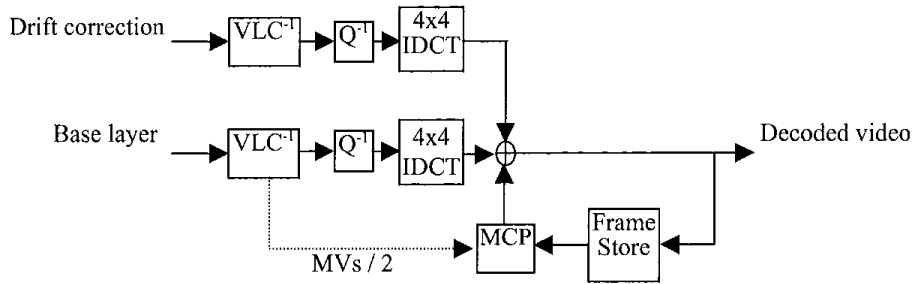 Drift correction
VLC⁻¹
Q⁻¹
4x4
IDCT
Base layer
VLC⁻¹
Q⁻¹
4x4
IDCT
Decoded video
MCP
Frame
Store
MVs / 2